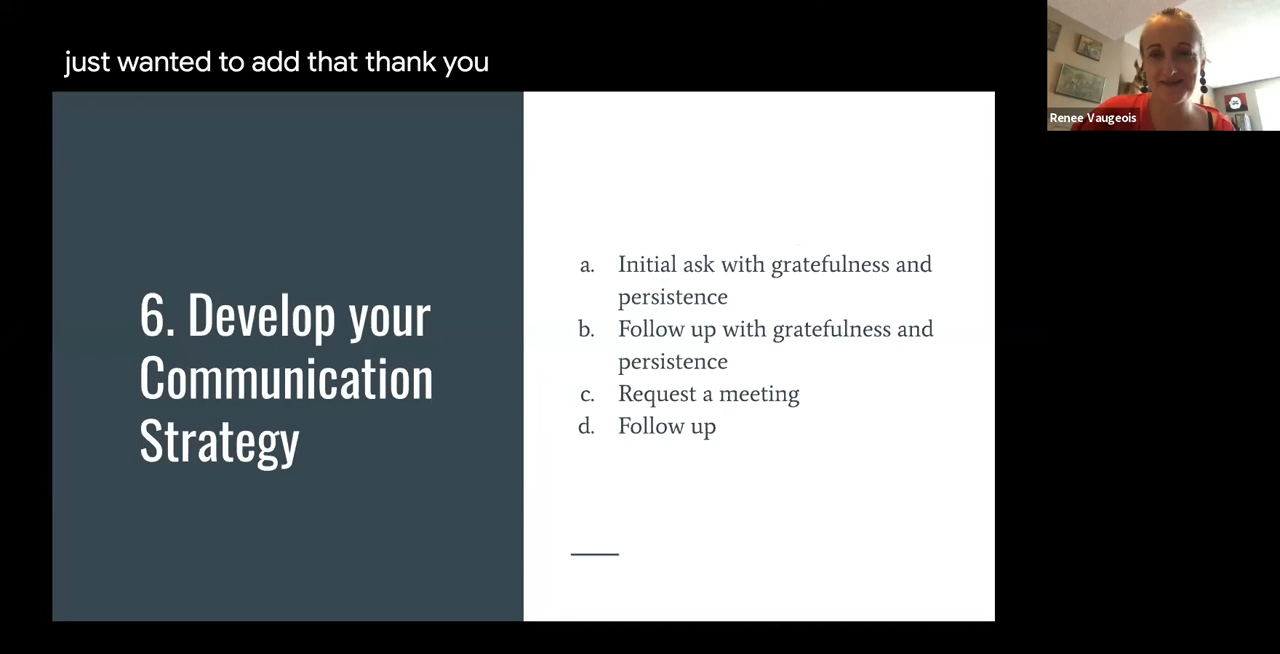 just wanted to add that thank you
Renee Vaugeois
6. Develop your
Communication
Strategy
a. Initial ask with gratefulness and
persistence
b. Follow up with gratefulness and
persistence
c. Request a meeting
d. Follow up